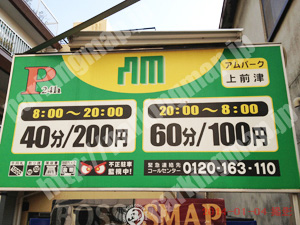 AM
アムパーク
上前津
P 24h
8:00～20:00
40分/200円
20:00～8:00
60分/100円
不正駐車
監視中!
緊急連絡先
コールセンター 0120-163-110
BOSS MAP